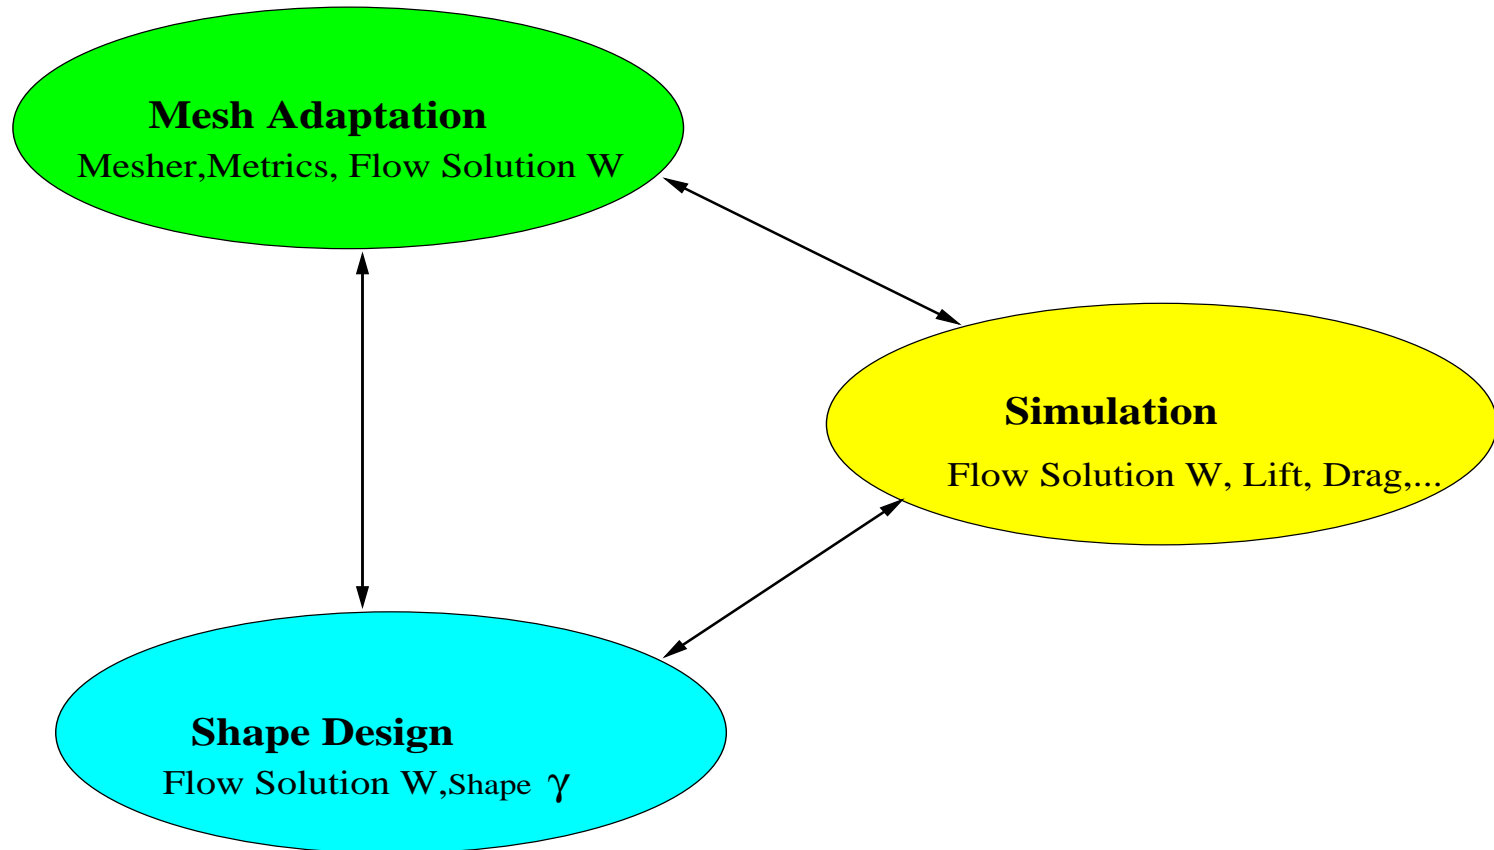 Mesh Adaptation
Mesher,Metrics, Flow Solution W
Simulation
Flow Solution W, Lift, Drag,...
Shape Design
Flow Solution W,Shape γ